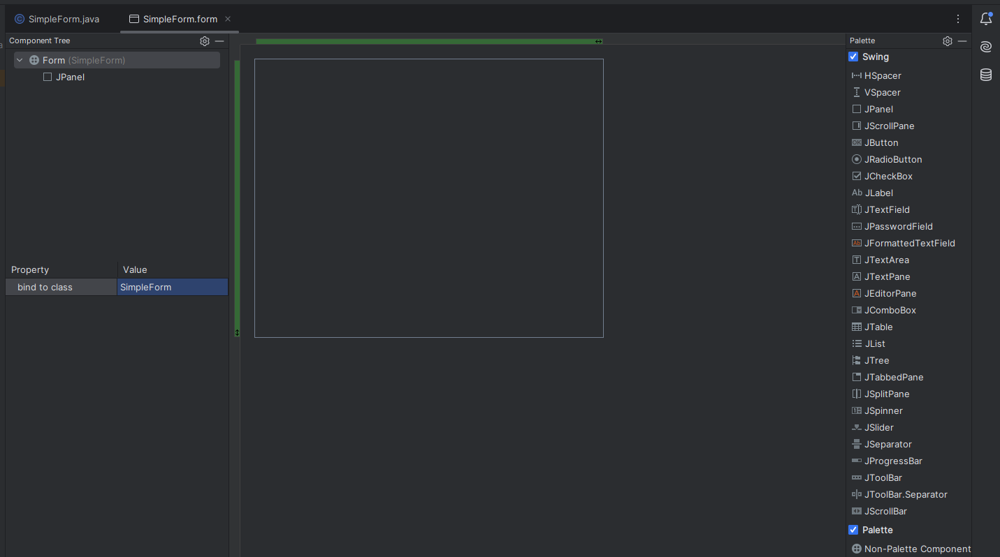 SimpleForm.java
SimpleForm.form
Component Tree
Form (SimpleForm)
JPanel
Property Value
bind to class SimpleForm
Palette
Swing
HSpacer
VSpacer
JPanel
JScrollPane
JButton
JRadioButton
JCheckBox
JLabel
JTextField
JPasswordField
JFormattedTextField
JTextArea
JTextPane
JEditorPane
JComboBox
JTable
JList
JTree
JTabbedPane
JSplitPane
JSpinner
JSlider
JSeparator
JProgressBar
JToolBar
JToolBar.Separator
JScrollBar
Palette
Non-Palette Component